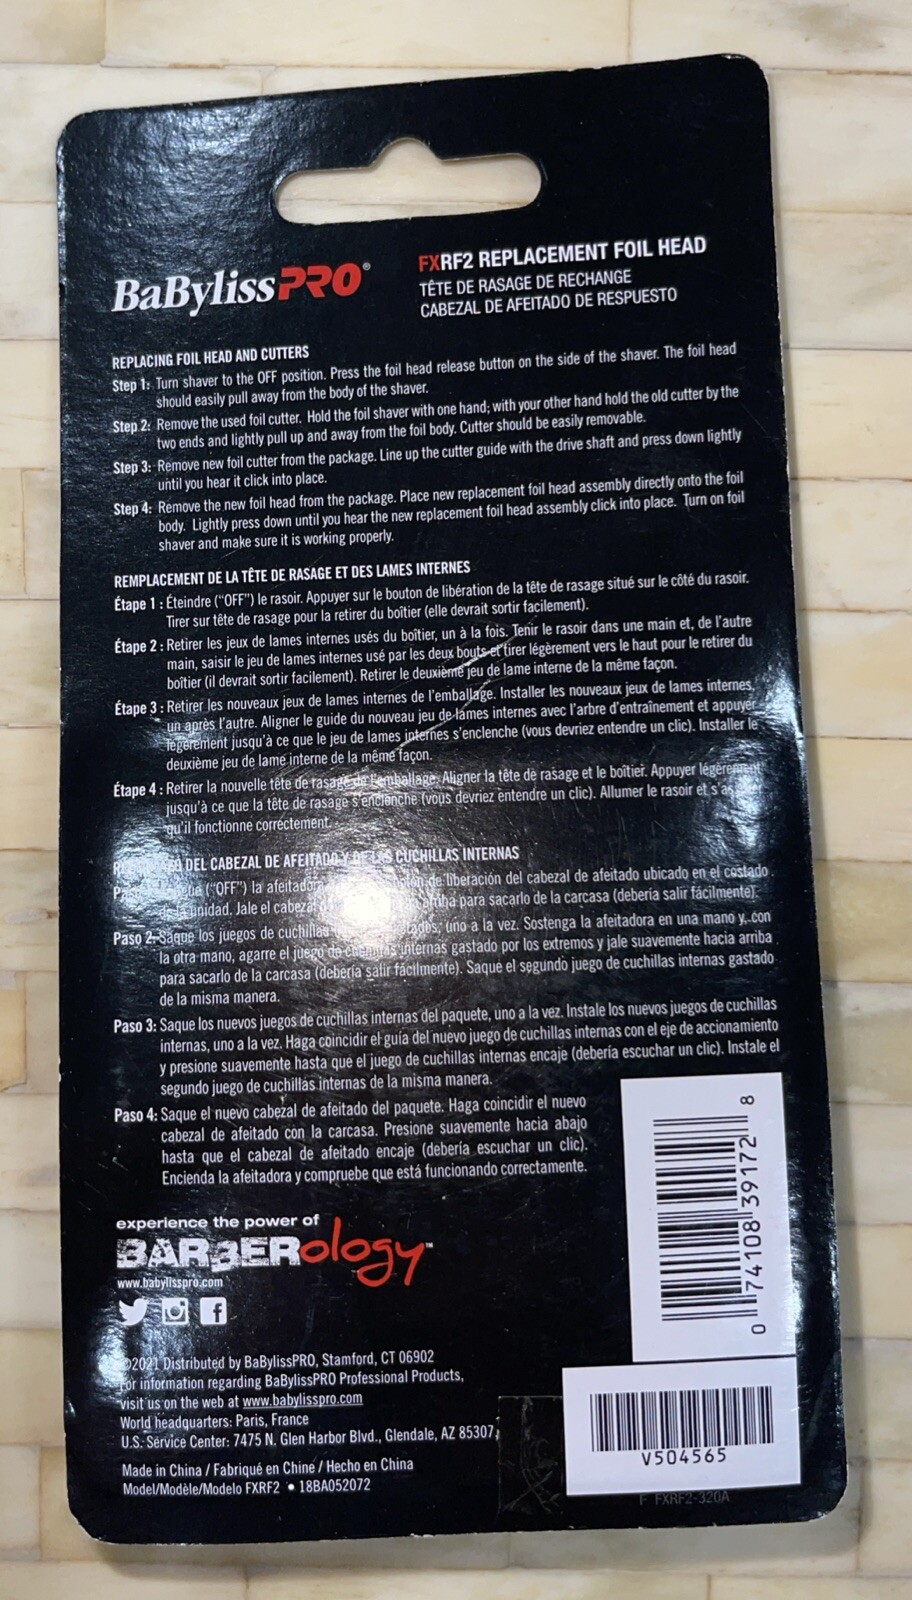 BaBylissPRO®
FXRF2 REPLACEMENT FOIL HEAD
TÊTE DE RASAGE DE RECHANGE
CABEZAL DE AFEITADO DE RESPUESTO
REPLACING FOIL HEAD AND CUTTERS
Step 1: Turn shaver to the OFF position. Press the foil head release button on the side of the shaver. The foil head
should easily pull away from the body of the shaver.
Step 2: Remove the used foil cutter. Hold the foil shaver with one hand; with your other hand hold the old cutter by the
two ends and lightly pull up and away from the foil body. Cutter should be easily removable.
Step 3: Remove new foil cutter from the package. Line up the cutter guide with the drive shaft and press down lightly
until you hear it click into place.
Step 4: Remove the new foil head from the package. Place new replacement foil head assembly directly onto the foil
body. Lightly press down until you hear the new replacement foil head assembly click into place. Turn on foil
shaver and make sure it is working properly.
REMPLACEMENT DE LA TÊTE DE RASAGE ET DES LAMES INTERNES
Étape 1 : Éteindre ("OFF") le rasoir. Appuyer sur le bouton de libération de la tête de rasage situé sur le côté du rasoir.
Tirer sur tête de rasage pour la retirer du boîtier (elle devrait sortir facilement).
Étape 2 : Retirer les jeux de lames internes usés du boîtier, un à la fois. Tenir le rasoir dans une main et, de l'autre
main, saisir le jeu de lames internes usé par les deux bouts et tirer légèrement vers le haut pour le retirer du
boîtier (il devrait sortir facilement). Retirer le deuxième jeu de lame interne de la même façon.
Étape 3 : Retirer les nouveaux jeux de lames internes de l'emballage. Installer les nouveaux jeux de lames internes,
un après l'autre. Aligner le guide du nouveau jeu de lames internes avec l'arbre d'entraînement et appuyer
légèrement jusqu'à ce que le jeu de lames internes s'enclenche (vous devriez entendre un clic). Installer le
deuxième jeu de lame interne de la même façon.
Étape 4 : Retirer la nouvelle tête de rasage de l'emballage. Aligner la tête de rasage et le boîtier. Appuyer légèrement
jusqu'à ce que la tête de rasage s'enclenche (vous devriez entendre un clic). Allumer le rasoir et
qu'il fonctionne correctement.
DEL CABEZAL DE AFEITADO Y DE LAS CUCHILLAS INTERNAS
("OFF") la afeitadora de liberación del cabezal de afeitado ubicado en el costado
de la unidad. Jale el cabezal para sacarlo de la carcasa (debería salir fácilmente).
Paso 2: Saque los juegos de cuchillas uno a la vez. Sostenga la afeitadora en una mano y, con
la otra mano, agarre el juego de cuchillas internas gastado por los extremos y jale suavemente hacia arriba
para sacarlo de la carcasa (debería salir fácilmente). Saque el segundo juego de cuchillas internas gastado
de la misma manera.
Paso 3: Saque los nuevos juegos de cuchillas internas del paquete, uno a la vez. Instale los nuevos juegos de cuchillas
internas, uno a la vez. Haga coincidir el guía del nuevo juego de cuchillas internas con el eje de accionamiento
y presione suavemente hasta que el juego de cuchillas internas encaje (debería escuchar un clic). Instale el
segundo juego de cuchillas internas de la misma manera.
Paso 4: Saque el nuevo cabezal de afeitado del paquete. Haga coincidir el nuevo
cabezal de afeitado con la carcasa. Presione suavemente hacia abajo
hasta que el cabezal de afeitado encaje (debería escuchar un clic).
Encienda la afeitadora y compruebe que está funcionando correctamente.
0 74108 39172 8
experience the power of
BARBERology™
www.babylisspro.com
©2021 Distributed by BaBylissPRO, Stamford, CT 06902
For information regarding BaBylissPRO Professional Products,
visit us on the web at www.babylisspro.com
World headquarters: Paris, France
U.S. Service Center: 7475 N. Glen Harbor Blvd., Glendale, AZ 85307
Made in China / Fabriqué en Chine / Hecho en China
Model/Modèle/Modelo FXRF2 • 18BA052072
V504565
F FXRF2-320A